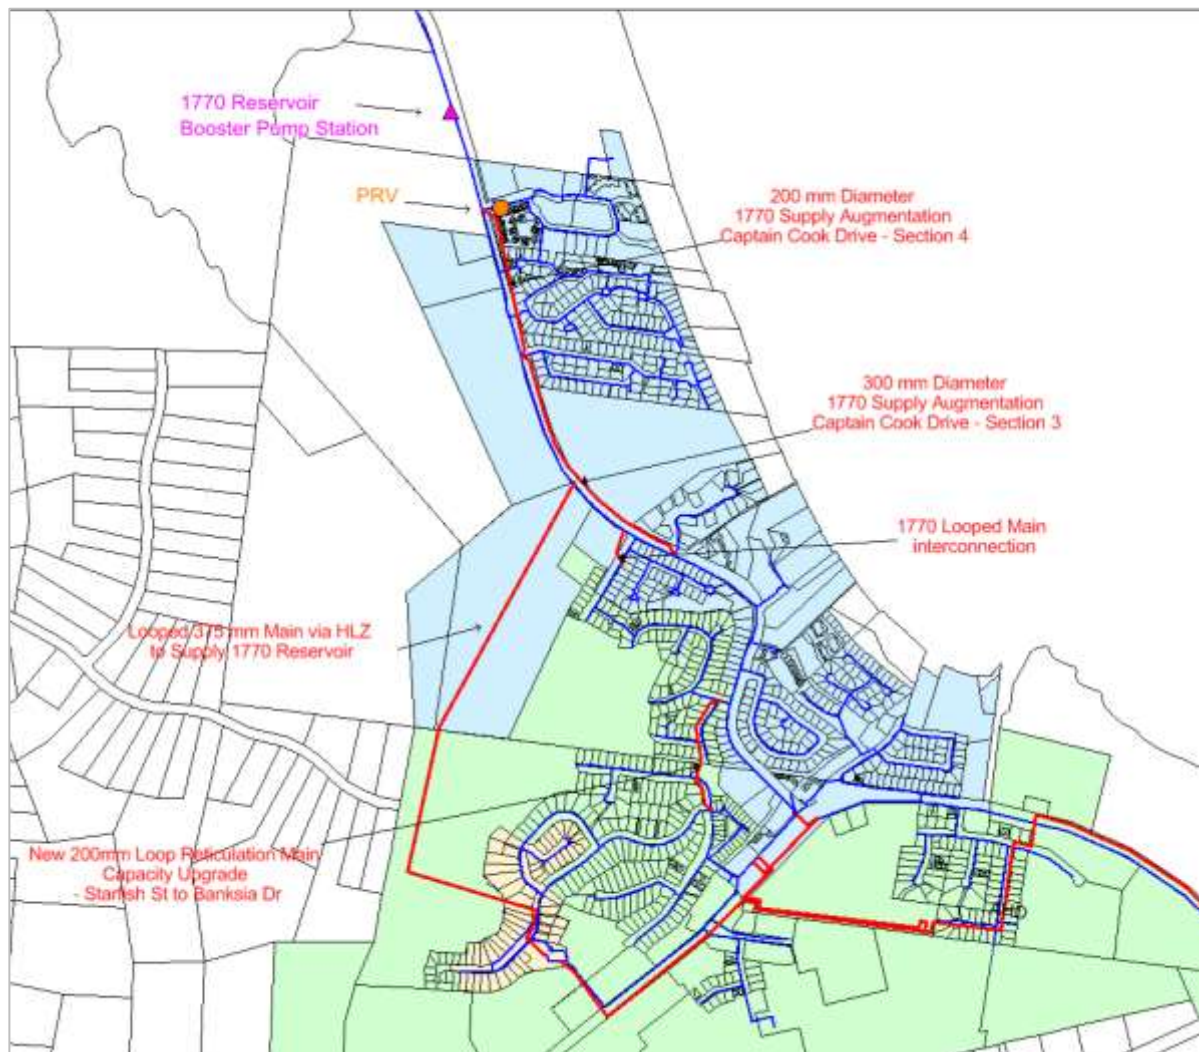 1770 Reservoir
Booster Pump Station
PRV
200 mm Diameter
1770 Supply Augmentation
Captain Cook Drive - Section 4
300 mm Diameter
1770 Supply Augmentation
Captain Cook Drive - Section 3
1770 Looped Main
interconnection
Looped 375 mm Main via HLZ
to Supply 1770 Reservoir
New 200mm Loop Reticulation Main
Capacity Upgrade
- Starfish St to Banksia Dr